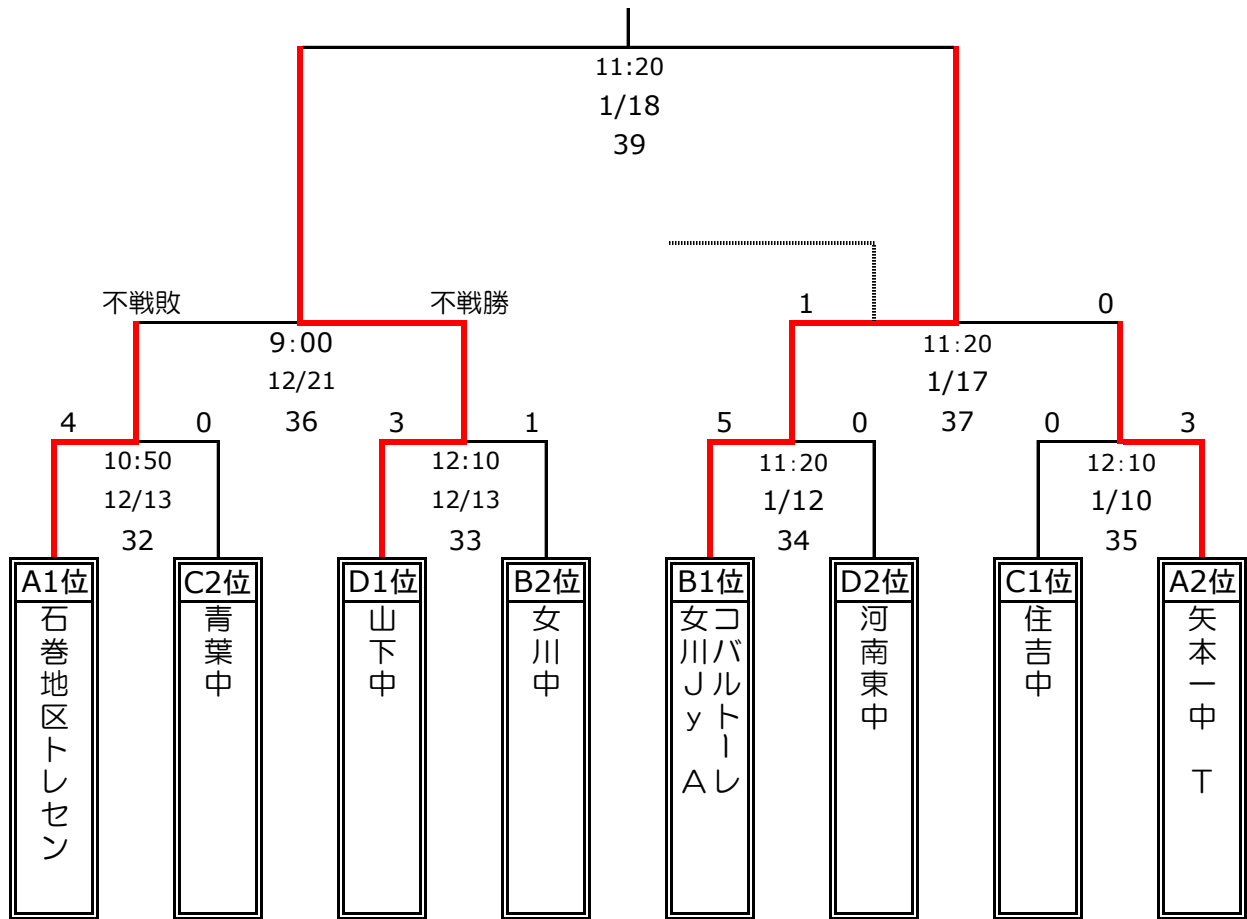 11:20
1/18
39
不戦敗
不戦勝
1
0
9:00
12/21
36
11:20
1/17
37
4
0
3
1
5
0
0
3
10:50
12/13
32
12:10
12/13
33
11:20
1/12
34
12:10
1/10
35
A1位
石巻地区トレセン
C2位
青葉中
D1位
山下中
B2位
女川中
B1位
コバルトーレ
女川Jy A
D2位
河南東中
C1位
住吉中
A2位
矢本一中 T